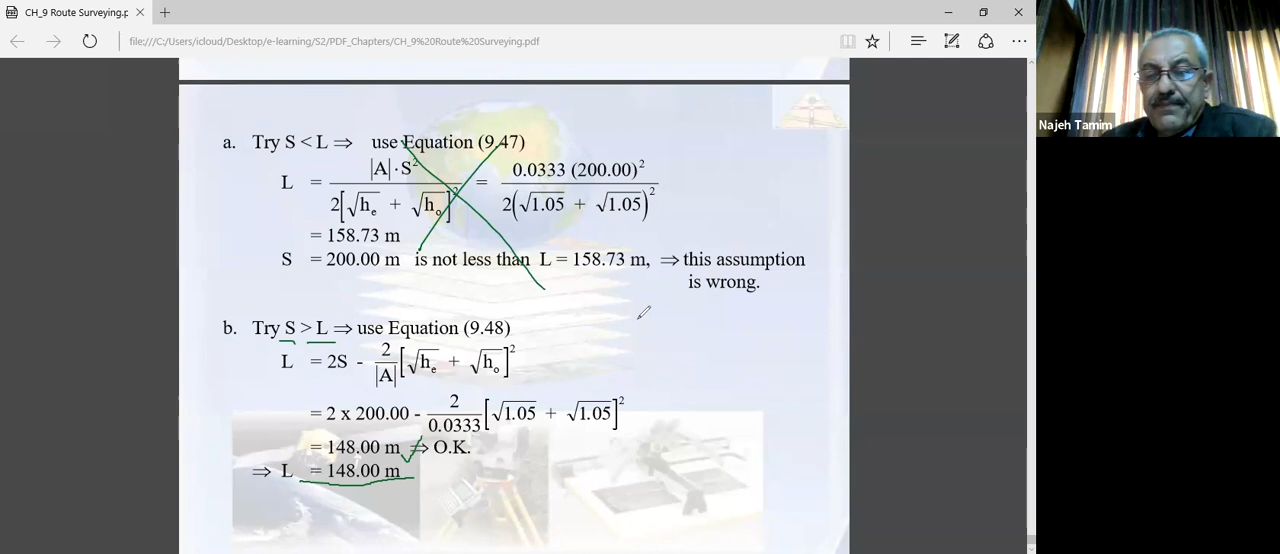 CH_9 Route Surveying.p
file:///C:/Users/icloud/Desktop/e-learning/S2/PDF_Chapters/CH_9%20Route%20Surveying.pdf
Najeh Tamim
a. Try S < L ⇒ use Equation (9.47)
L = |A|·S² / 2[√hₑ + √hₒ]² = 0.0333 (200.00)² / 2(√1.05 + √1.05)²
= 158.73 m
S = 200.00 m is not less than L = 158.73 m, ⇒ this assumption
is wrong.
b. Try S > L ⇒ use Equation (9.48)
L = 2S - 2/|A| [√hₑ + √hₒ]²
= 2 x 200.00 - 2/0.0333 [√1.05 + √1.05]²
= 148.00 m ⇒ O.K.
⇒ L = 148.00 m